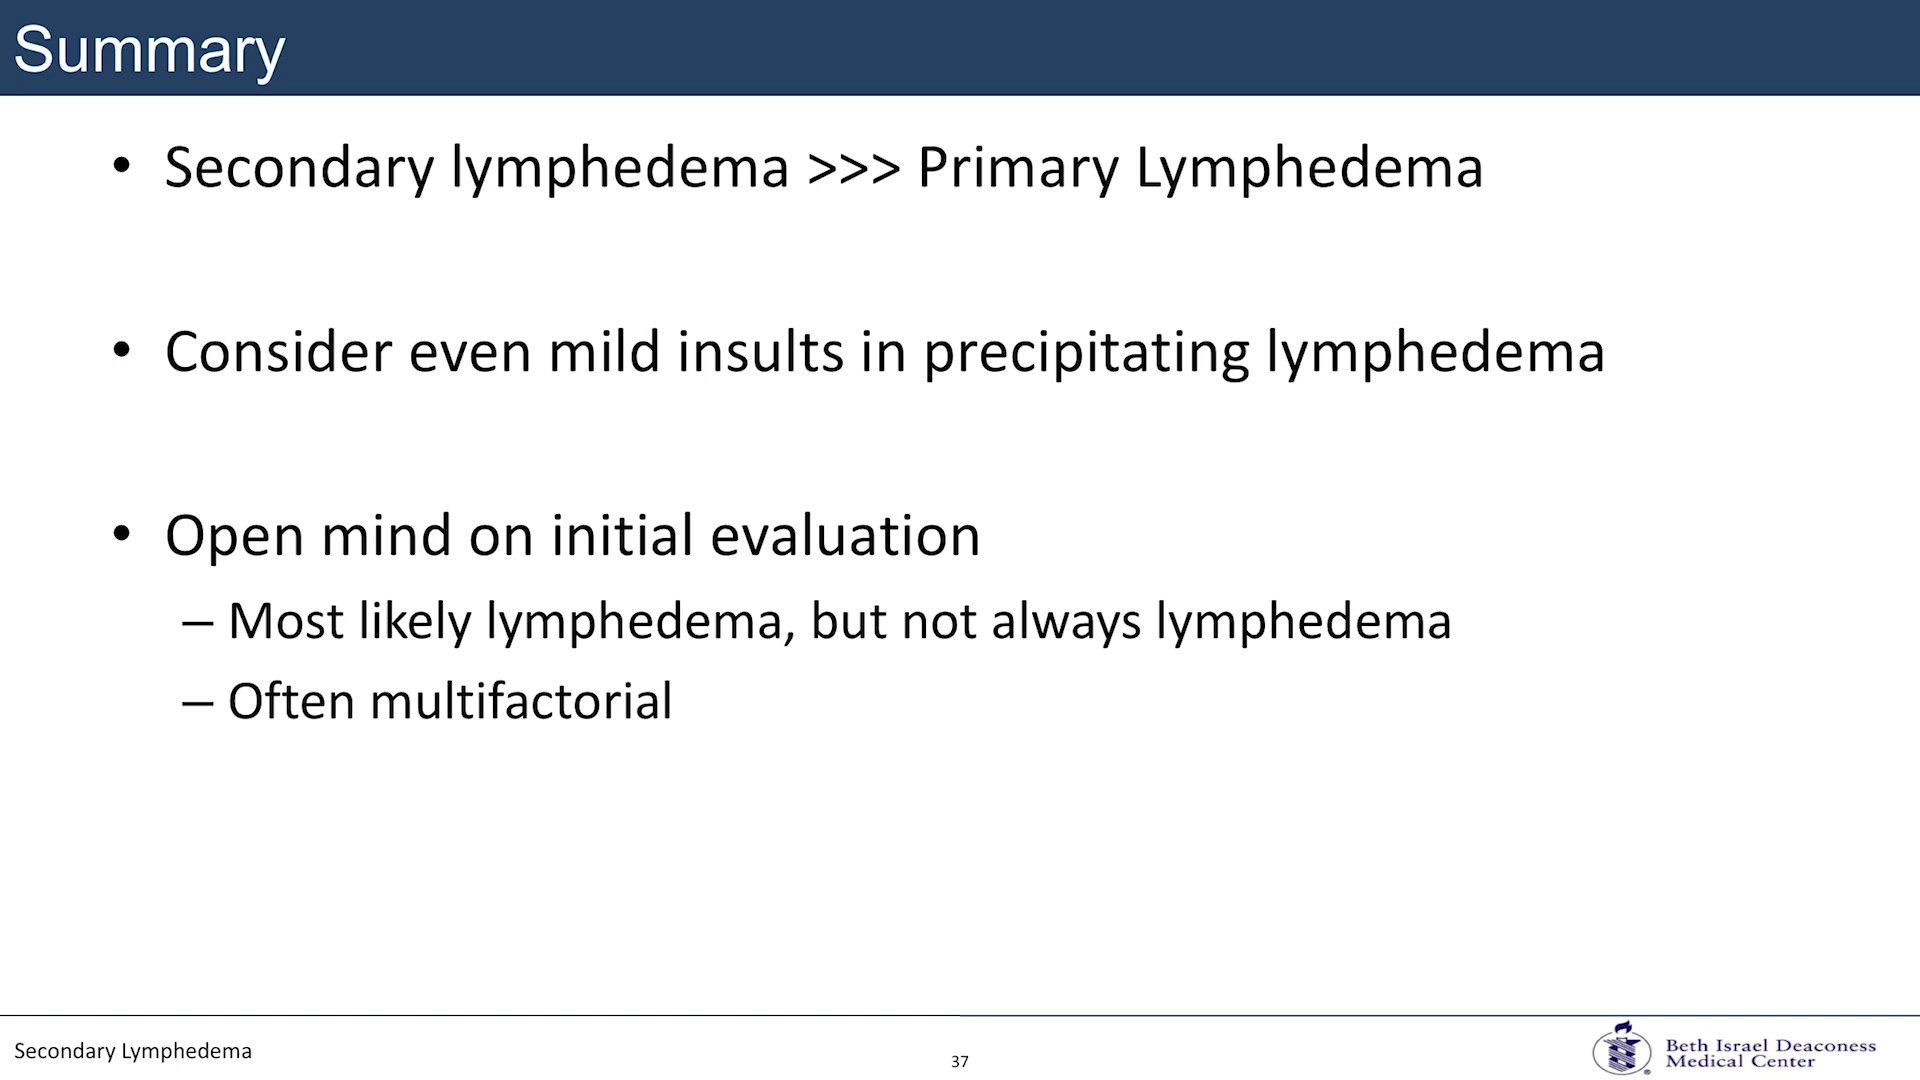 Summary
• Secondary lymphedema >>> Primary Lymphedema
• Consider even mild insults in precipitating lymphedema
• Open mind on initial evaluation
– Most likely lymphedema, but not always lymphedema
– Often multifactorial
Secondary Lymphedema
37
Beth Israel Deaconess
Medical Center